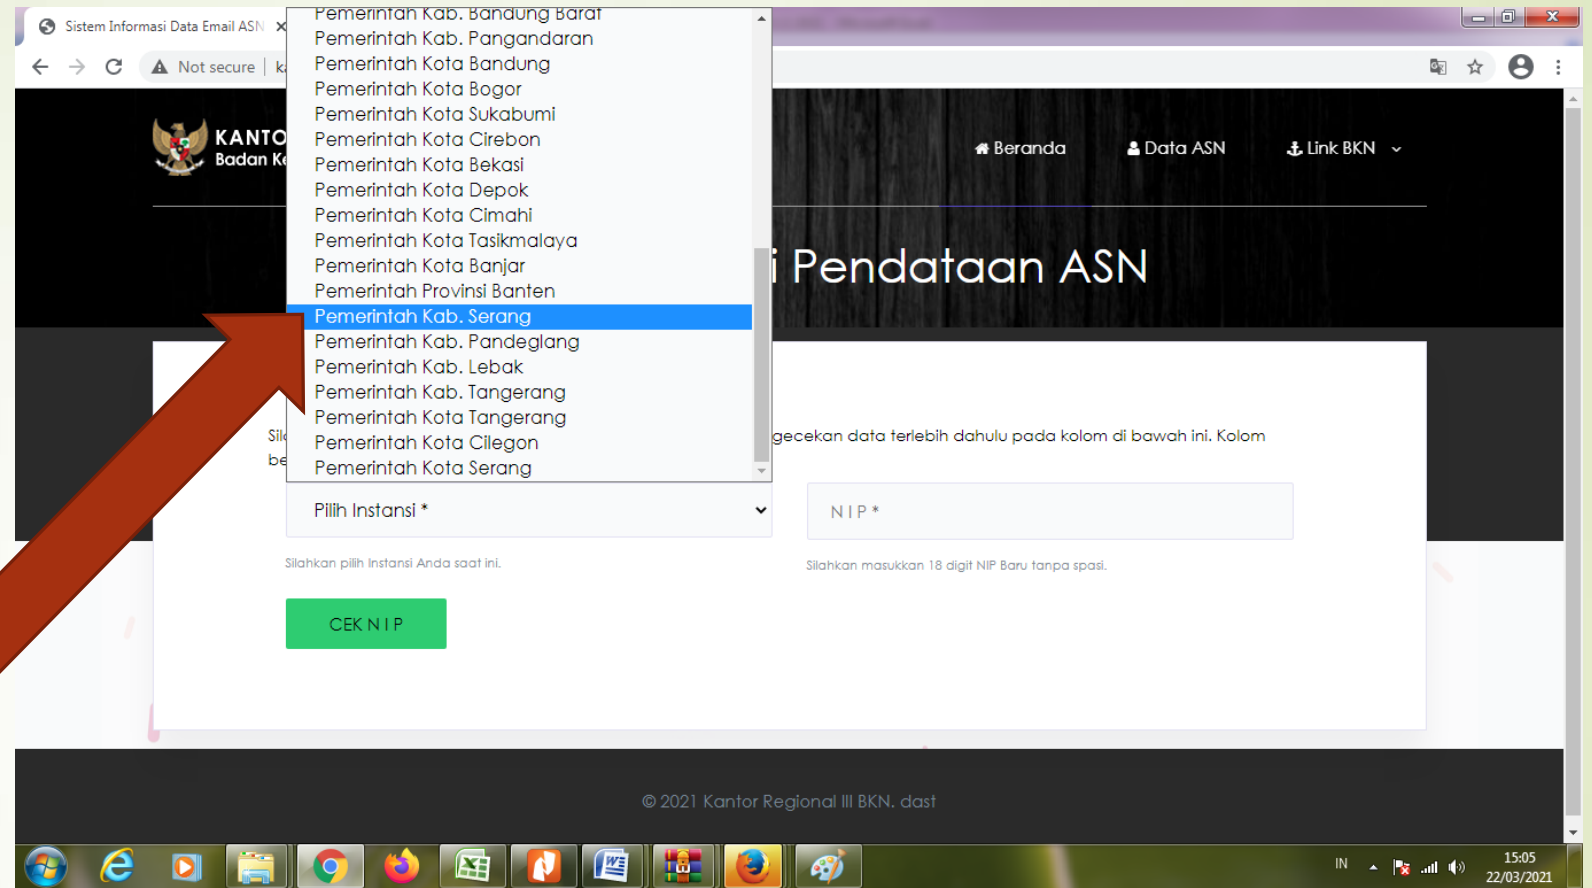 Sistem Informasi Data Email ASN
Not secure
Pemerintah Kab. Bandung Barat
Pemerintah Kab. Pangandaran
Pemerintah Kota Bandung
Pemerintah Kota Bogor
Pemerintah Kota Sukabumi
Pemerintah Kota Cirebon
Pemerintah Kota Bekasi
Pemerintah Kota Depok
Pemerintah Kota Cimahi
Pemerintah Kota Tasikmalaya
Pemerintah Kota Banjar
Pemerintah Provinsi Banten
Pemerintah Kab. Serang
Pemerintah Kab. Pandeglang
Pemerintah Kab. Lebak
Pemerintah Kab. Tangerang
Pemerintah Kota Tangerang
Pemerintah Kota Cilegon
Pemerintah Kota Serang
KANTO
Badan Ke
Beranda
Data ASN
Link BKN
i Pendataan ASN
gecekan data terlebih dahulu pada kolom di bawah ini. Kolom
be
Pilih Instansi *
N I P *
Silahkan pilih Instansi Anda saat ini.
Silahkan masukkan 18 digit NIP Baru tanpa spasi.
CEK N I P
© 2021 Kantor Regional III BKN. dast
IN
15:05
22/03/2021